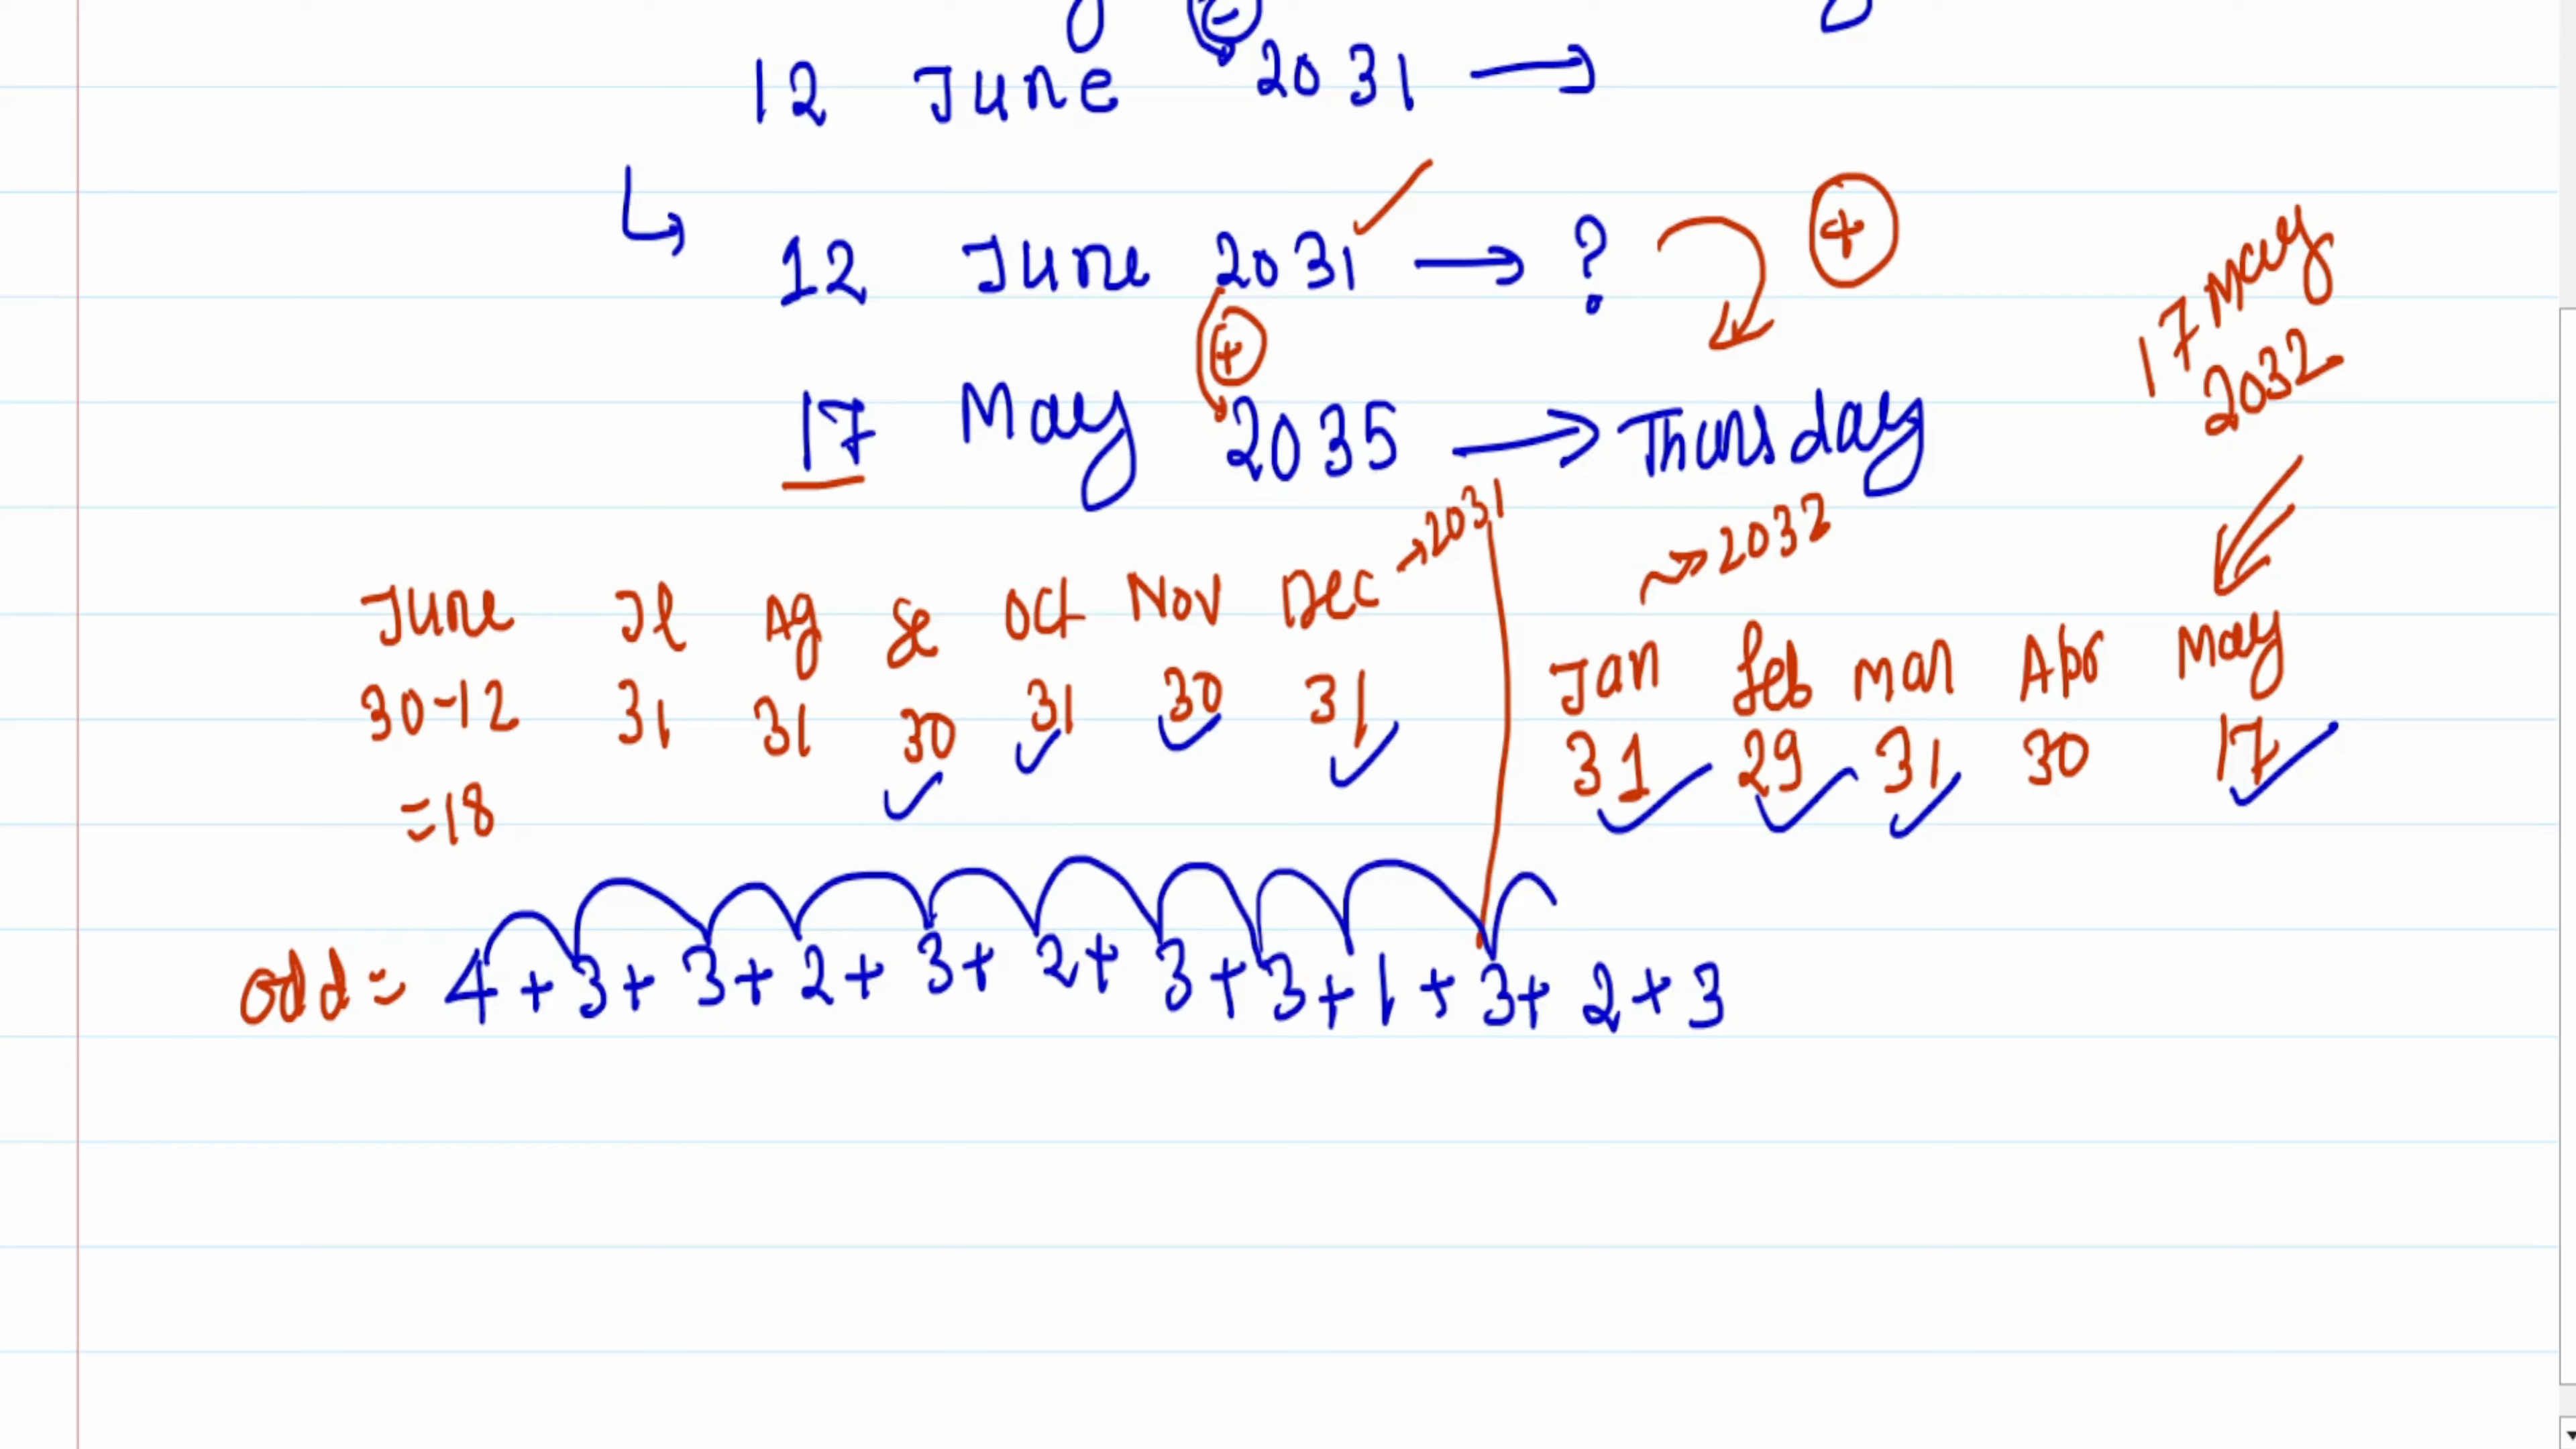 12 June 2031 →
↳ 12 June 2031 → ? +
+
17 May 2035 → Thursday
17 May
2032
→ 2031
→ 2032
June Jl Ag Se Oct Nov Dec
Jan Feb Mar Apr May
30-12 31 31 30 31 30 31
31 29 31 30 17
=18
odd = 4+3+3+2+3+2+3+3+1+3+2+3